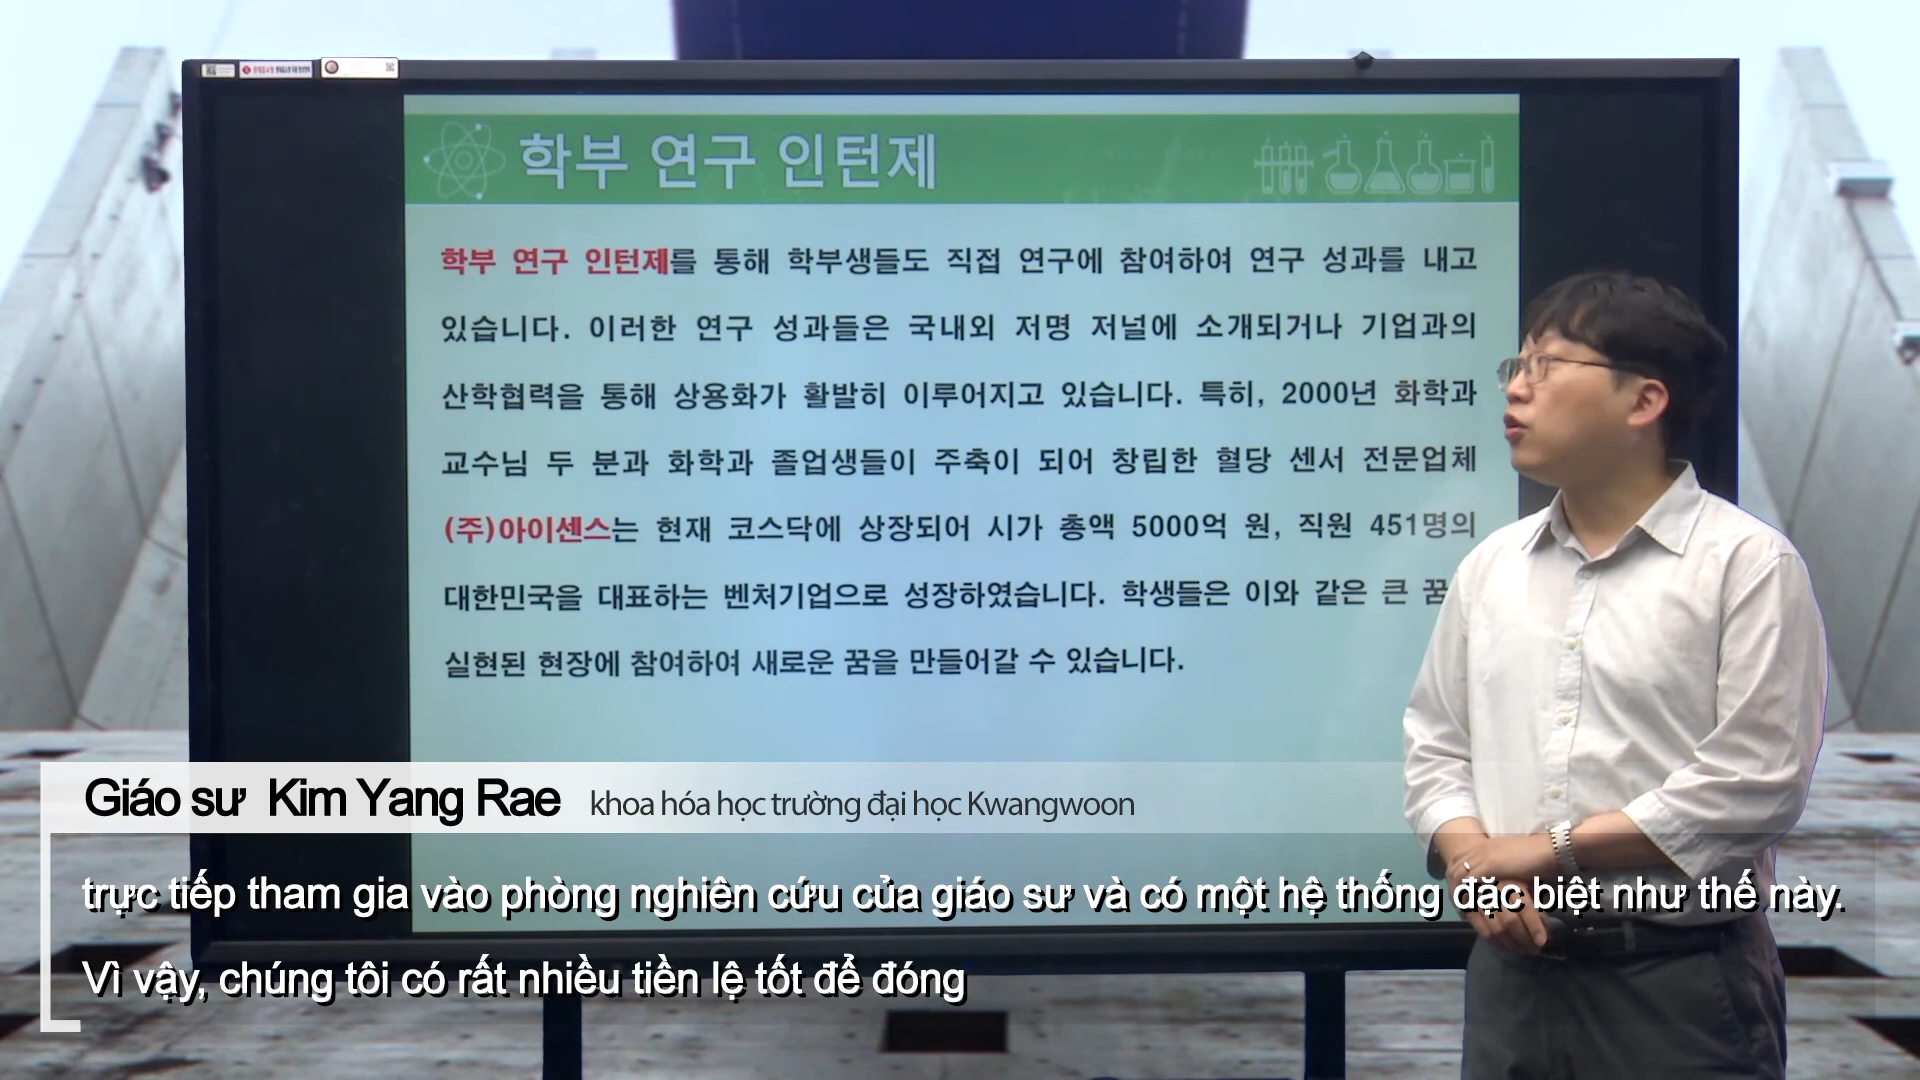 학부 연구 인턴제
학부 연구 인턴제를 통해 학부생들도 직접 연구에 참여하여 연구 성과를 내고
있습니다. 이러한 연구 성과들은 국내외 저명 저널에 소개되거나 기업과의
산학협력을 통해 상용화가 활발히 이루어지고 있습니다. 특히, 2000년 화학과
교수님 두 분과 화학과 졸업생들이 주축이 되어 창립한 혈당 센서 전문업체
(주)아이센스는 현재 코스닥에 상장되어 시가 총액 5000억 원, 직원 451명의
대한민국을 대표하는 벤처기업으로 성장하였습니다. 학생들은 이와 같은 큰
실현된 현장에 참여하여 새로운 꿈을 만들어갈 수 있습니다.
Giáo sư Kim Yang Rae khoa hóa học trường đại học Kwangwoon
trực tiếp tham gia vào phòng nghiên cứu của giáo sư và có một hệ thống đặc biệt như thế này.
Vì vậy, chúng tôi có rất nhiều tiền lệ tốt để đóng